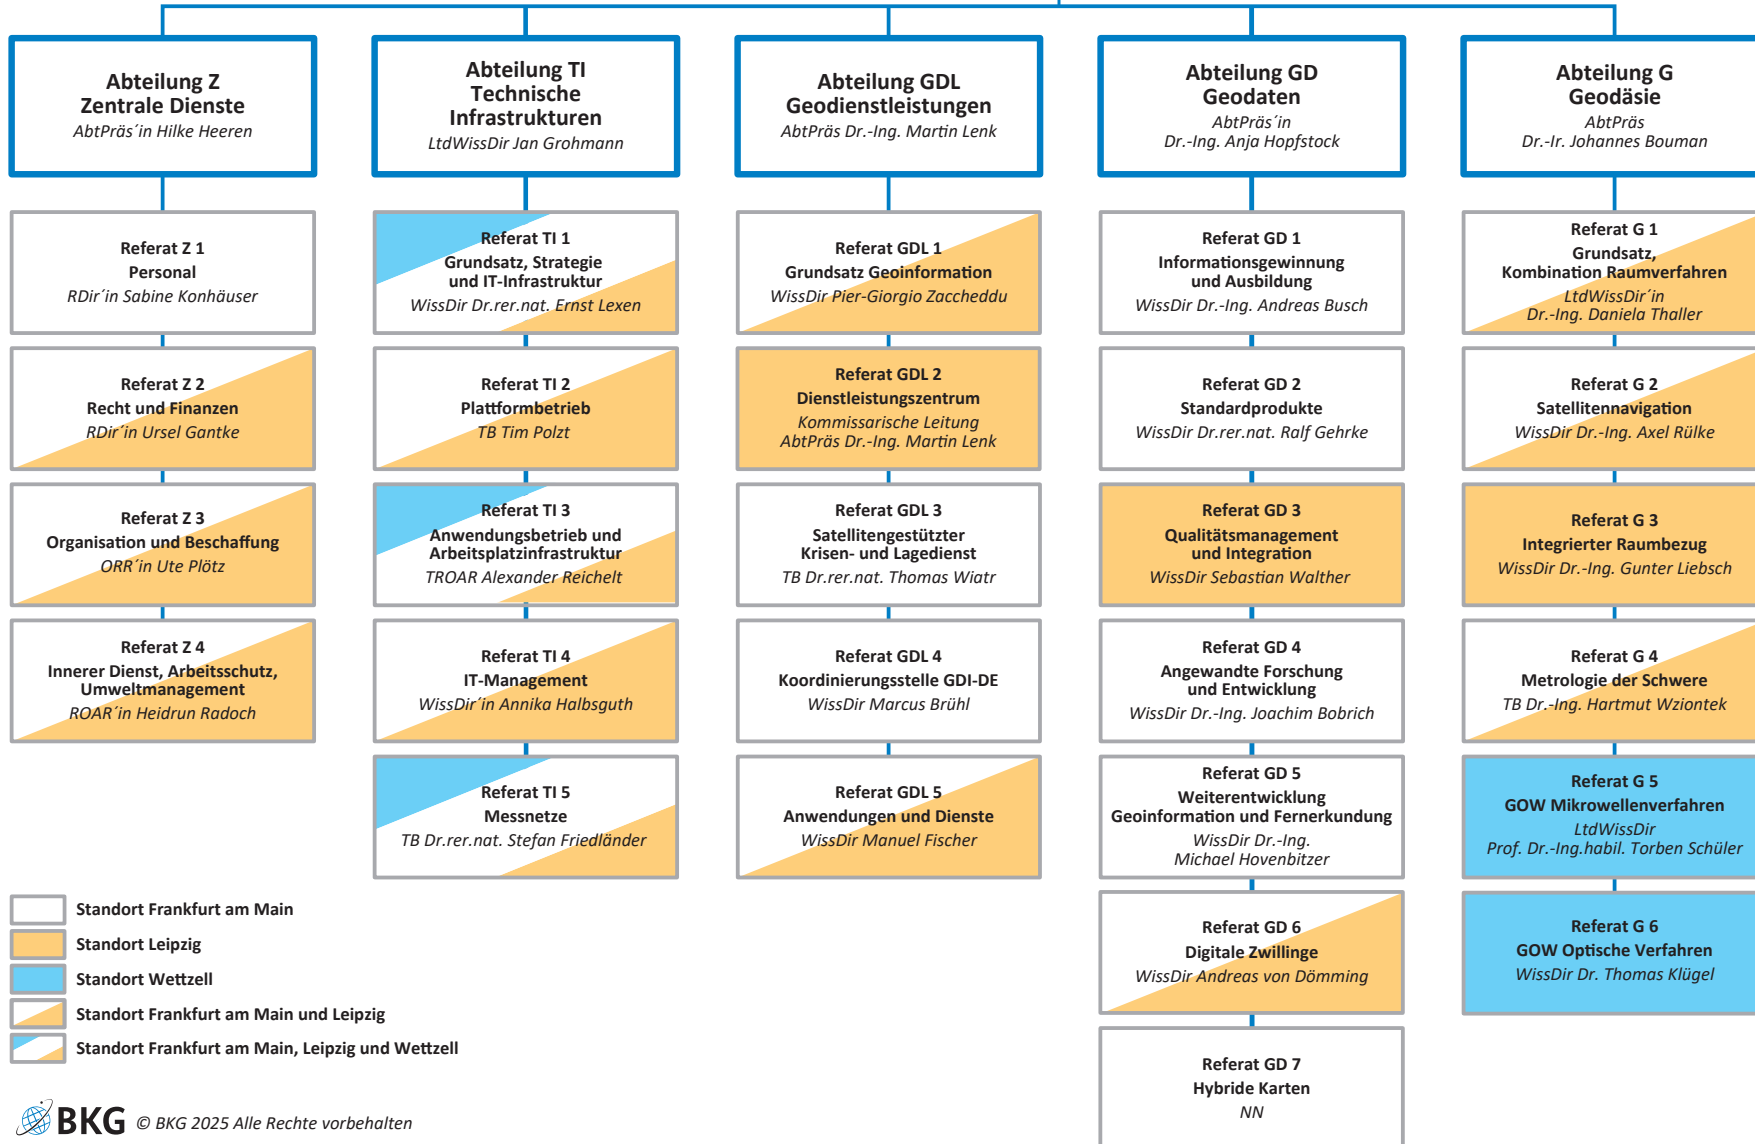 Abteilung Z
Zentrale Dienste
AbtPräs´in Hilke Heeren
Abteilung TI
Technische
Infrastrukturen
LtdWissDir Jan Grohmann
Abteilung GDL
Geodienstleistungen
AbtPräs Dr.-Ing. Martin Lenk
Abteilung GD
Geodaten
AbtPräs´in
Dr.-Ing. Anja Hopfstock
Abteilung G
Geodäsie
AbtPräs
Dr.-Ir. Johannes Bouman
Referat Z 1
Personal
RDir´in Sabine Konhäuser
Referat Z 2
Recht und Finanzen
RDir´in Ursel Gantke
Referat Z 3
Organisation und Beschaffung
ORR´in Ute Plötz
Referat Z 4
Innerer Dienst, Arbeitsschutz,
Umweltmanagement
ROAR´in Heidrun Radoch
Referat TI 1
Grundsatz, Strategie
und IT-Infrastruktur
WissDir Dr.rer.nat. Ernst Lexen
Referat TI 2
Plattformbetrieb
TB Tim Polzt
Referat TI 3
Anwendungsbetrieb und
Arbeitsplatzinfrastruktur
TROAR Alexander Reichelt
Referat TI 4
IT-Management
WissDir´in Annika Halbsguth
Referat TI 5
Messnetze
TB Dr.rer.nat. Stefan Friedländer
Referat GDL 1
Grundsatz Geoinformation
WissDir Pier-Giorgio Zaccheddu
Referat GDL 2
Dienstleistungszentrum
Kommissarische Leitung
AbtPräs Dr.-Ing. Martin Lenk
Referat GDL 3
Satellitengestützter
Krisen- und Lagedienst
TB Dr.rer.nat. Thomas Wiatr
Referat GDL 4
Koordinierungsstelle GDI-DE
WissDir Marcus Brühl
Referat GDL 5
Anwendungen und Dienste
WissDir Manuel Fischer
Referat GD 1
Informationsgewinnung
und Ausbildung
WissDir Dr.-Ing. Andreas Busch
Referat GD 2
Standardprodukte
WissDir Dr.rer.nat. Ralf Gehrke
Referat GD 3
Qualitätsmanagement
und Integration
WissDir Sebastian Walther
Referat GD 4
Angewandte Forschung
und Entwicklung
WissDir Dr.-Ing. Joachim Bobrich
Referat GD 5
Weiterentwicklung
Geoinformation und Fernerkundung
WissDir Dr.-Ing.
Michael Hovenbitzer
Referat GD 6
Digitale Zwillinge
WissDir Andreas von Dömming
Referat GD 7
Hybride Karten
NN
Referat G 1
Grundsatz,
Kombination Raumverfahren
LtdWissDir´in
Dr.-Ing. Daniela Thaller
Referat G 2
Satellitennavigation
WissDir Dr.-Ing. Axel Rülke
Referat G 3
Integrierter Raumbezug
WissDir Dr.-Ing. Gunter Liebsch
Referat G 4
Metrologie der Schwere
TB Dr.-Ing. Hartmut Wziontek
Referat G 5
GOW Mikrowellenverfahren
LtdWissDir
Prof. Dr.-Ing.habil. Torben Schüler
Referat G 6
GOW Optische Verfahren
WissDir Dr. Thomas Klügel
Standort Frankfurt am Main
Standort Leipzig
Standort Wettzell
Standort Frankfurt am Main und Leipzig
Standort Frankfurt am Main, Leipzig und Wettzell
BKG © BKG 2025 Alle Rechte vorbehalten